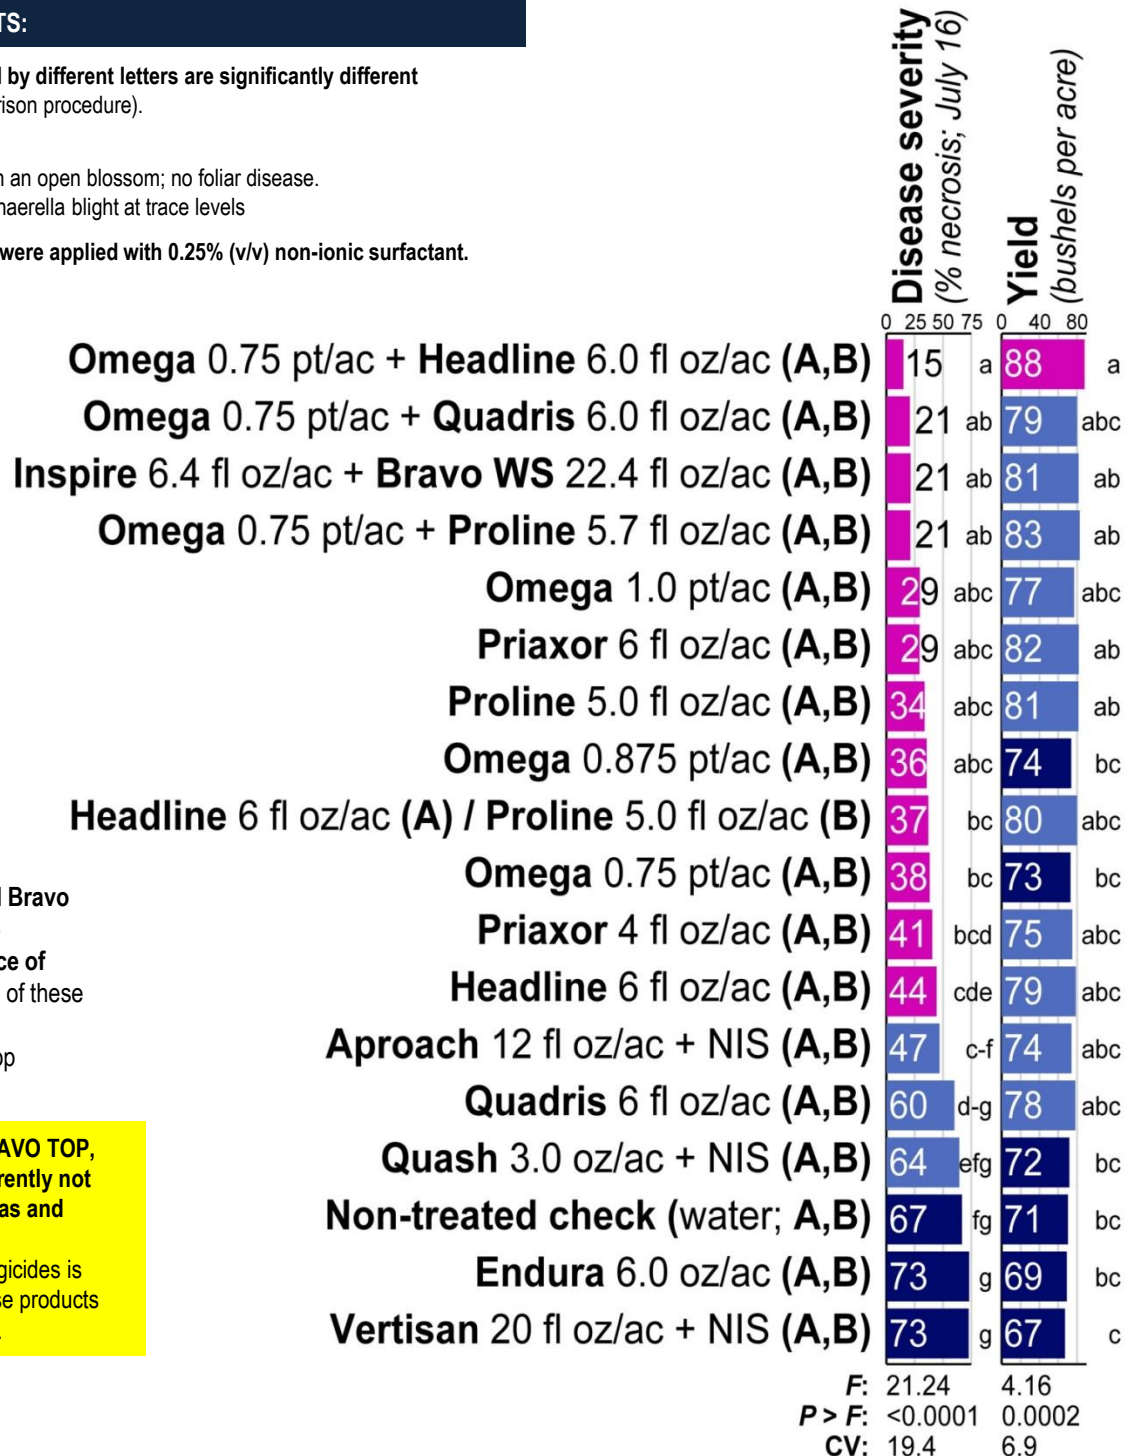 TS:
l by different letters are significantly different
rison procedure).
n an open blossom; no foliar disease.
haerella blight at trace levels
were applied with 0.25% (v/v) non-ionic surfactant.
Disease severity
(% necrosis; July 16)
Yield
(bushels per acre)
0 25 50 75 0 40 80
Omega 0.75 pt/ac + Headline 6.0 fl oz/ac (A,B) 15 a 88 a
Omega 0.75 pt/ac + Quadris 6.0 fl oz/ac (A,B) 21 ab 79 abc
Inspire 6.4 fl oz/ac + Bravo WS 22.4 fl oz/ac (A,B) 21 ab 81 ab
Omega 0.75 pt/ac + Proline 5.7 fl oz/ac (A,B) 21 ab 83 ab
Omega 1.0 pt/ac (A,B) 29 abc 77 abc
Priaxor 6 fl oz/ac (A,B) 29 abc 82 ab
Proline 5.0 fl oz/ac (A,B) 34 abc 81 ab
Omega 0.875 pt/ac (A,B) 36 abc 74 bc
Headline 6 fl oz/ac (A) / Proline 5.0 fl oz/ac (B) 37 bc 80 abc
Omega 0.75 pt/ac (A,B) 38 bc 73 bc
Priaxor 4 fl oz/ac (A,B) 41 bcd 75 abc
Headline 6 fl oz/ac (A,B) 44 cde 79 abc
Aproach 12 fl oz/ac + NIS (A,B) 47 c-f 74 abc
Quadris 6 fl oz/ac (A,B) 60 d-g 78 abc
Quash 3.0 oz/ac + NIS (A,B) 64 efg 72 bc
Non-treated check (water; A,B) 67 fg 71 bc
Endura 6.0 oz/ac (A,B) 73 g 69 bc
Vertisan 20 fl oz/ac + NIS (A,B) 73 g 67 c
F: 21.24 4.16
P > F: <0.0001 0.0002
CV: 19.4 6.9
l Bravo
ce of
of these
op
AVO TOP,
rently not
as and
gicides is
se products